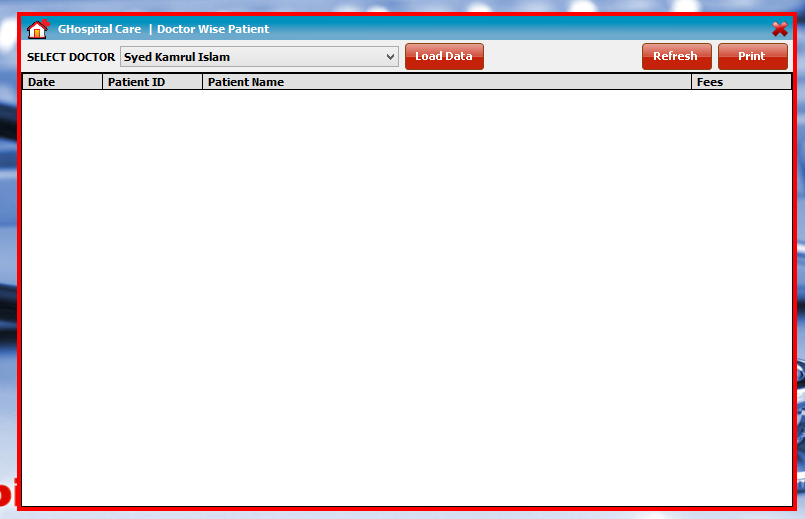 GHospital Care | Doctor Wise Patient
SELECT DOCTOR Syed Kamrul Islam Load Data Refresh Print
Date Patient ID Patient Name Fees